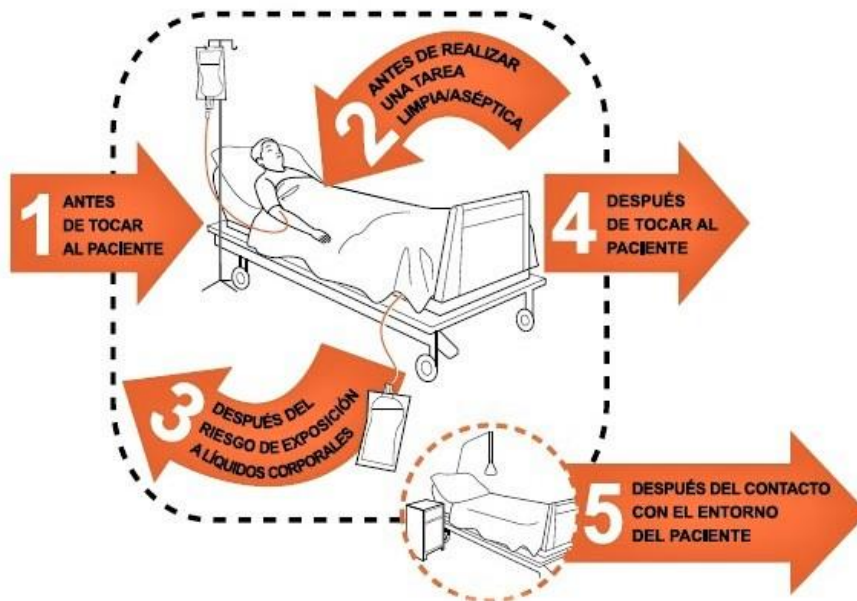 1 ANTES
DE TOCAR
AL PACIENTE
2 ANTES DE REALIZAR
UNA TAREA
LIMPIA/ASÉPTICA
3 DESPUÉS DEL
RIESGO DE EXPOSICIÓN
A LÍQUIDOS CORPORALES
4 DESPUÉS
DE TOCAR AL
PACIENTE
5 DESPUÉS DEL CONTACTO
CON EL ENTORNO
DEL PACIENTE